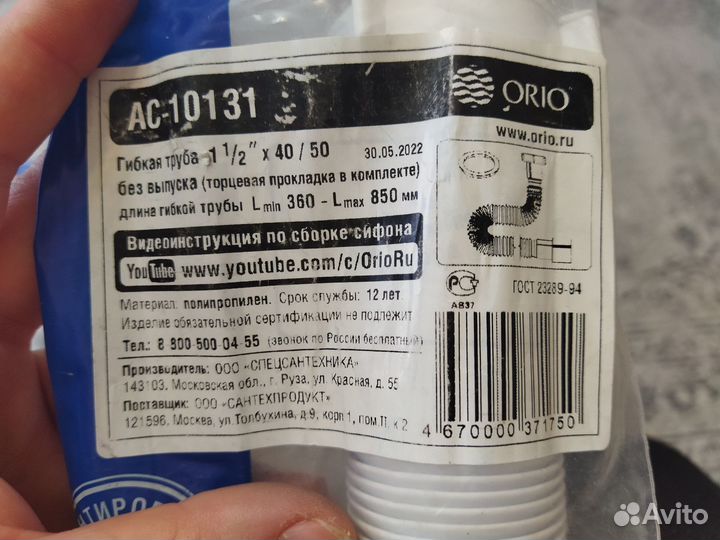 AC-10131
ORIO
www.orio.ru
Гибкая труба 1 1/2" x 40 / 50 30.05.2022
без выпуска (торцевая прокладка в комплекте)
длина гибкой трубы L min 360 - L max 850 мм
Видеоинструкция по сборке сифона
YouTube www.youtube.com/c/OrioRu
РСТ
АВ37
ГОСТ 23289-94
Материал: полипропилен. Срок службы: 12 лет.
Изделие обязательной сертификации не подлежит
Тел.: 8 800-500-04-55 (звонок по России бесплатный)
Производитель: ООО «СПЕЦСАНТЕХНИКА»
143103, Московская обл., г. Руза, ул. Красная, д. 55
Поставщик: ООО «САНТЕХПРОДУКТ»
121596, Москва, ул.Толбухина, д.9, корп 1, пом.II, к 2
4 670000 371750
Avito